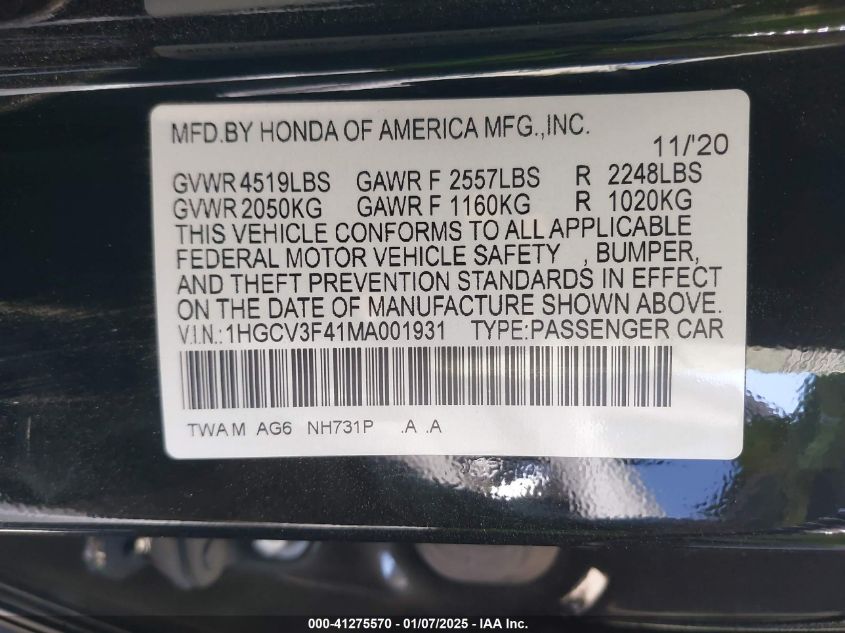 MFD.BY HONDA OF AMERICA MFG.,INC.
11/'20
GVWR 4519LBS GAWR F 2557LBS R 2248LBS
GVWR 2050KG GAWR F 1160KG R 1020KG
THIS VEHICLE CONFORMS TO ALL APPLICABLE
FEDERAL MOTOR VEHICLE SAFETY , BUMPER,
AND THEFT PREVENTION STANDARDS IN EFFECT
ON THE DATE OF MANUFACTURE SHOWN ABOVE.
V.I.N.:1HGCV3F41MA001931 TYPE:PASSENGER CAR
TWAM AG6 NH731P .A .A
000-41275570 - 01/07/2025 - IAA Inc.